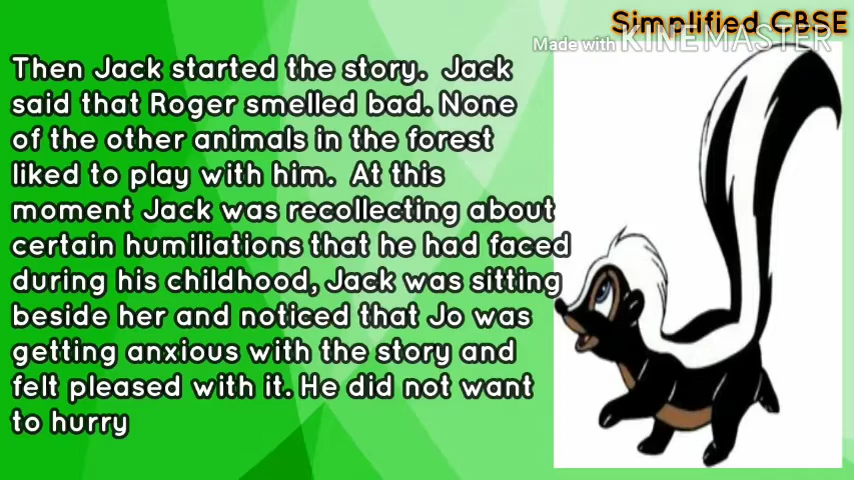 Simplified CBSE
Made with KINEMASTER
Then Jack started the story. Jack
said that Roger smelled bad. None
of the other animals in the forest
liked to play with him. At this
moment Jack was recollecting about
certain humiliations that he had faced
during his childhood, Jack was sitting
beside her and noticed that Jo was
getting anxious with the story and
felt pleased with it. He did not want
to hurry